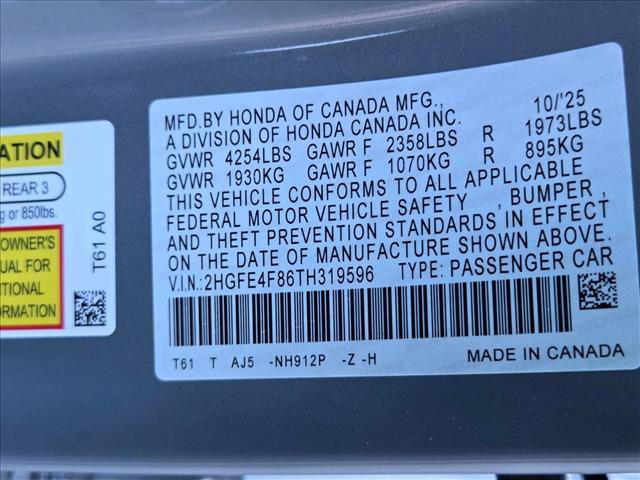 ATION
REAR 3
g or 850lbs.
OWNER'S
UAL FOR
TIONAL
ORMATION
T61 A0
MFD.BY HONDA OF CANADA MFG., 10/'25
A DIVISION OF HONDA CANADA INC.
GVWR 4254LBS GAWR F 2358LBS R 1973LBS
GVWR 1930KG GAWR F 1070KG R 895KG
THIS VEHICLE CONFORMS TO ALL APPLICABLE
FEDERAL MOTOR VEHICLE SAFETY , BUMPER ,
AND THEFT PREVENTION STANDARDS IN EFFECT
ON THE DATE OF MANUFACTURE SHOWN ABOVE.
V.I.N.: 2HGFE4F86TH319596 TYPE: PASSENGER CAR
T61 T AJ5 -NH912P -Z -H MADE IN CANADA